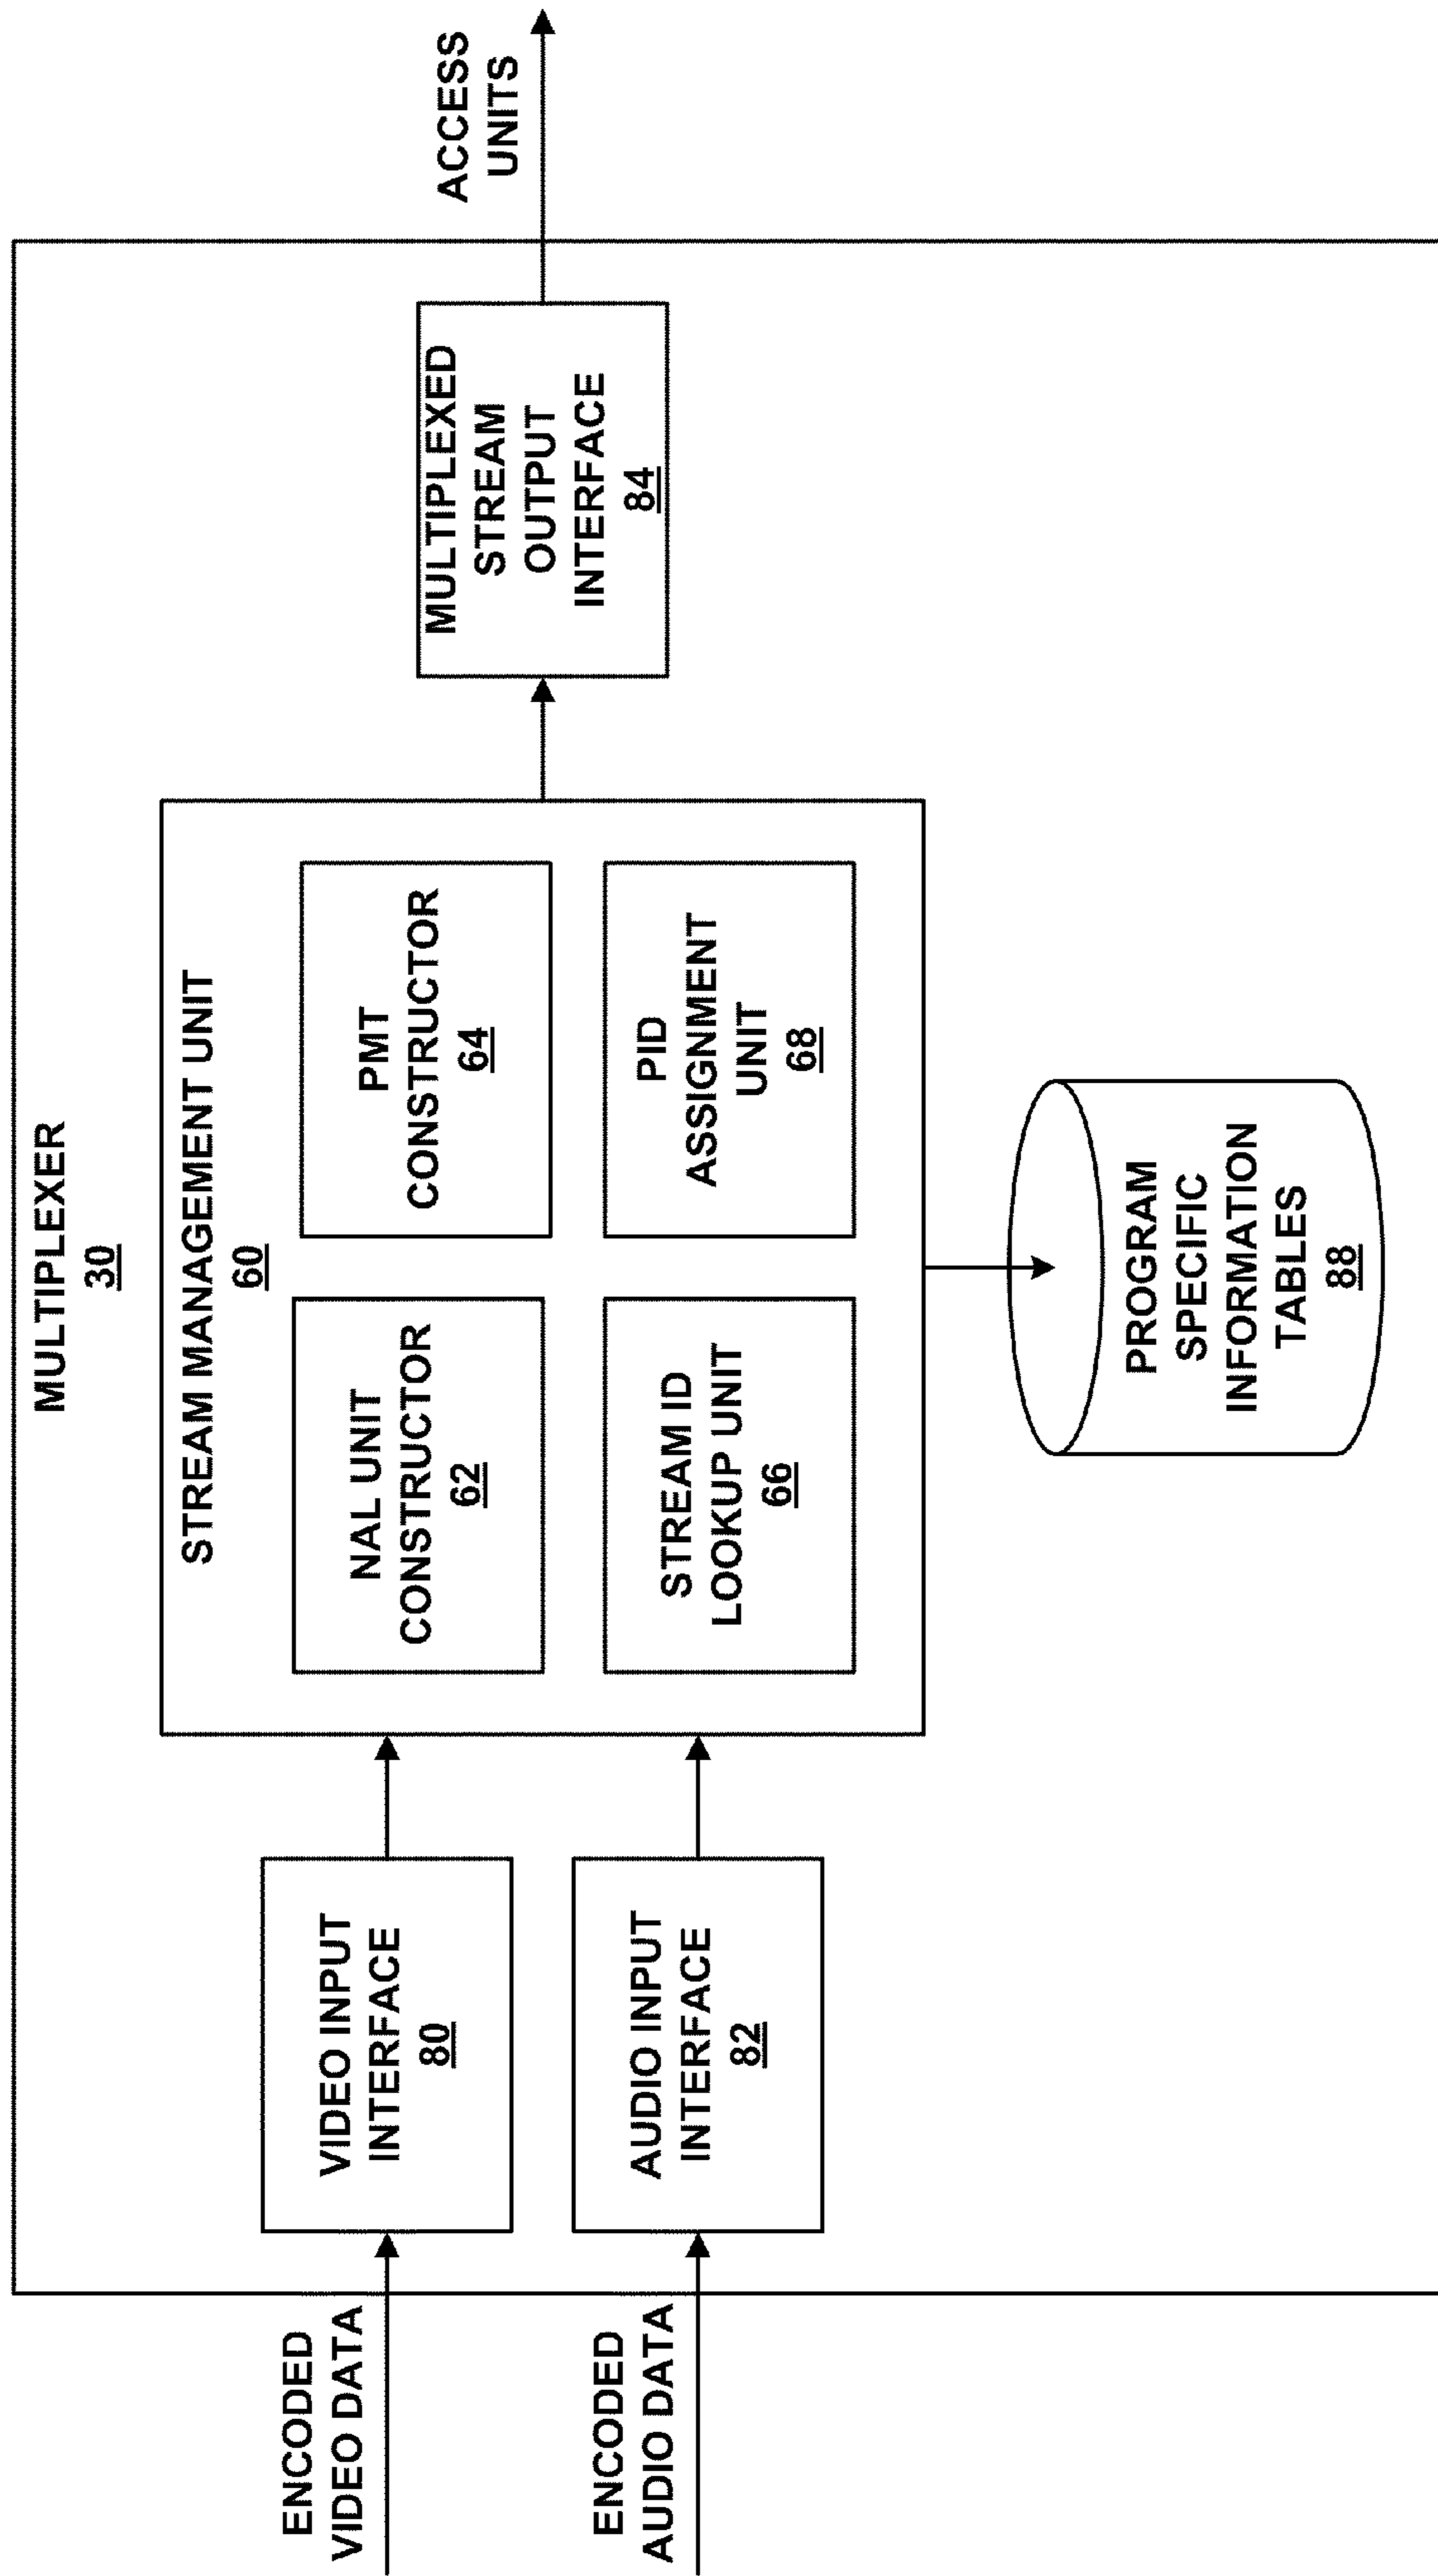 MULTIPLEXER
30
ENCODED
VIDEO DATA
ENCODED
AUDIO DATA
VIDEO INPUT
INTERFACE
80
AUDIO INPUT
INTERFACE
82
STREAM MANAGEMENT UNIT
60
NAL UNIT
CONSTRUCTOR
62
PMT
CONSTRUCTOR
64
STREAM ID
LOOKUP UNIT
66
PID
ASSIGNMENT
UNIT
68
MULTIPLEXED
STREAM
OUTPUT
INTERFACE
84
ACCESS
UNITS
PROGRAM
SPECIFIC
INFORMATION
TABLES
88